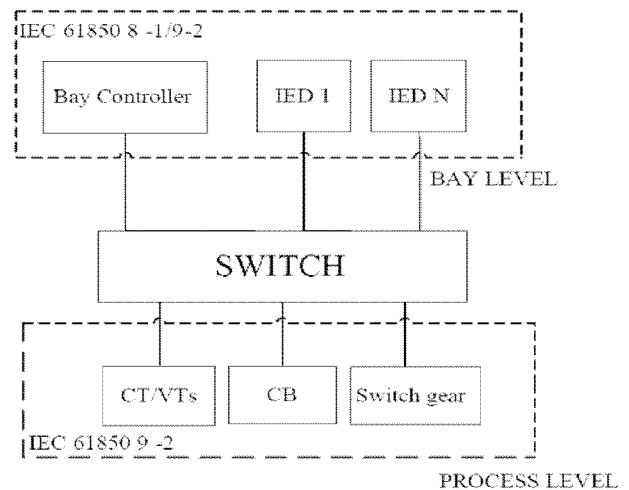 IEC 61850 8 -1/9-2
Bay Controller
IED 1
IED N
BAY LEVEL
SWITCH
CT/VTs
CB
Switch gear
IEC 61850 9 -2
PROCESS LEVEL